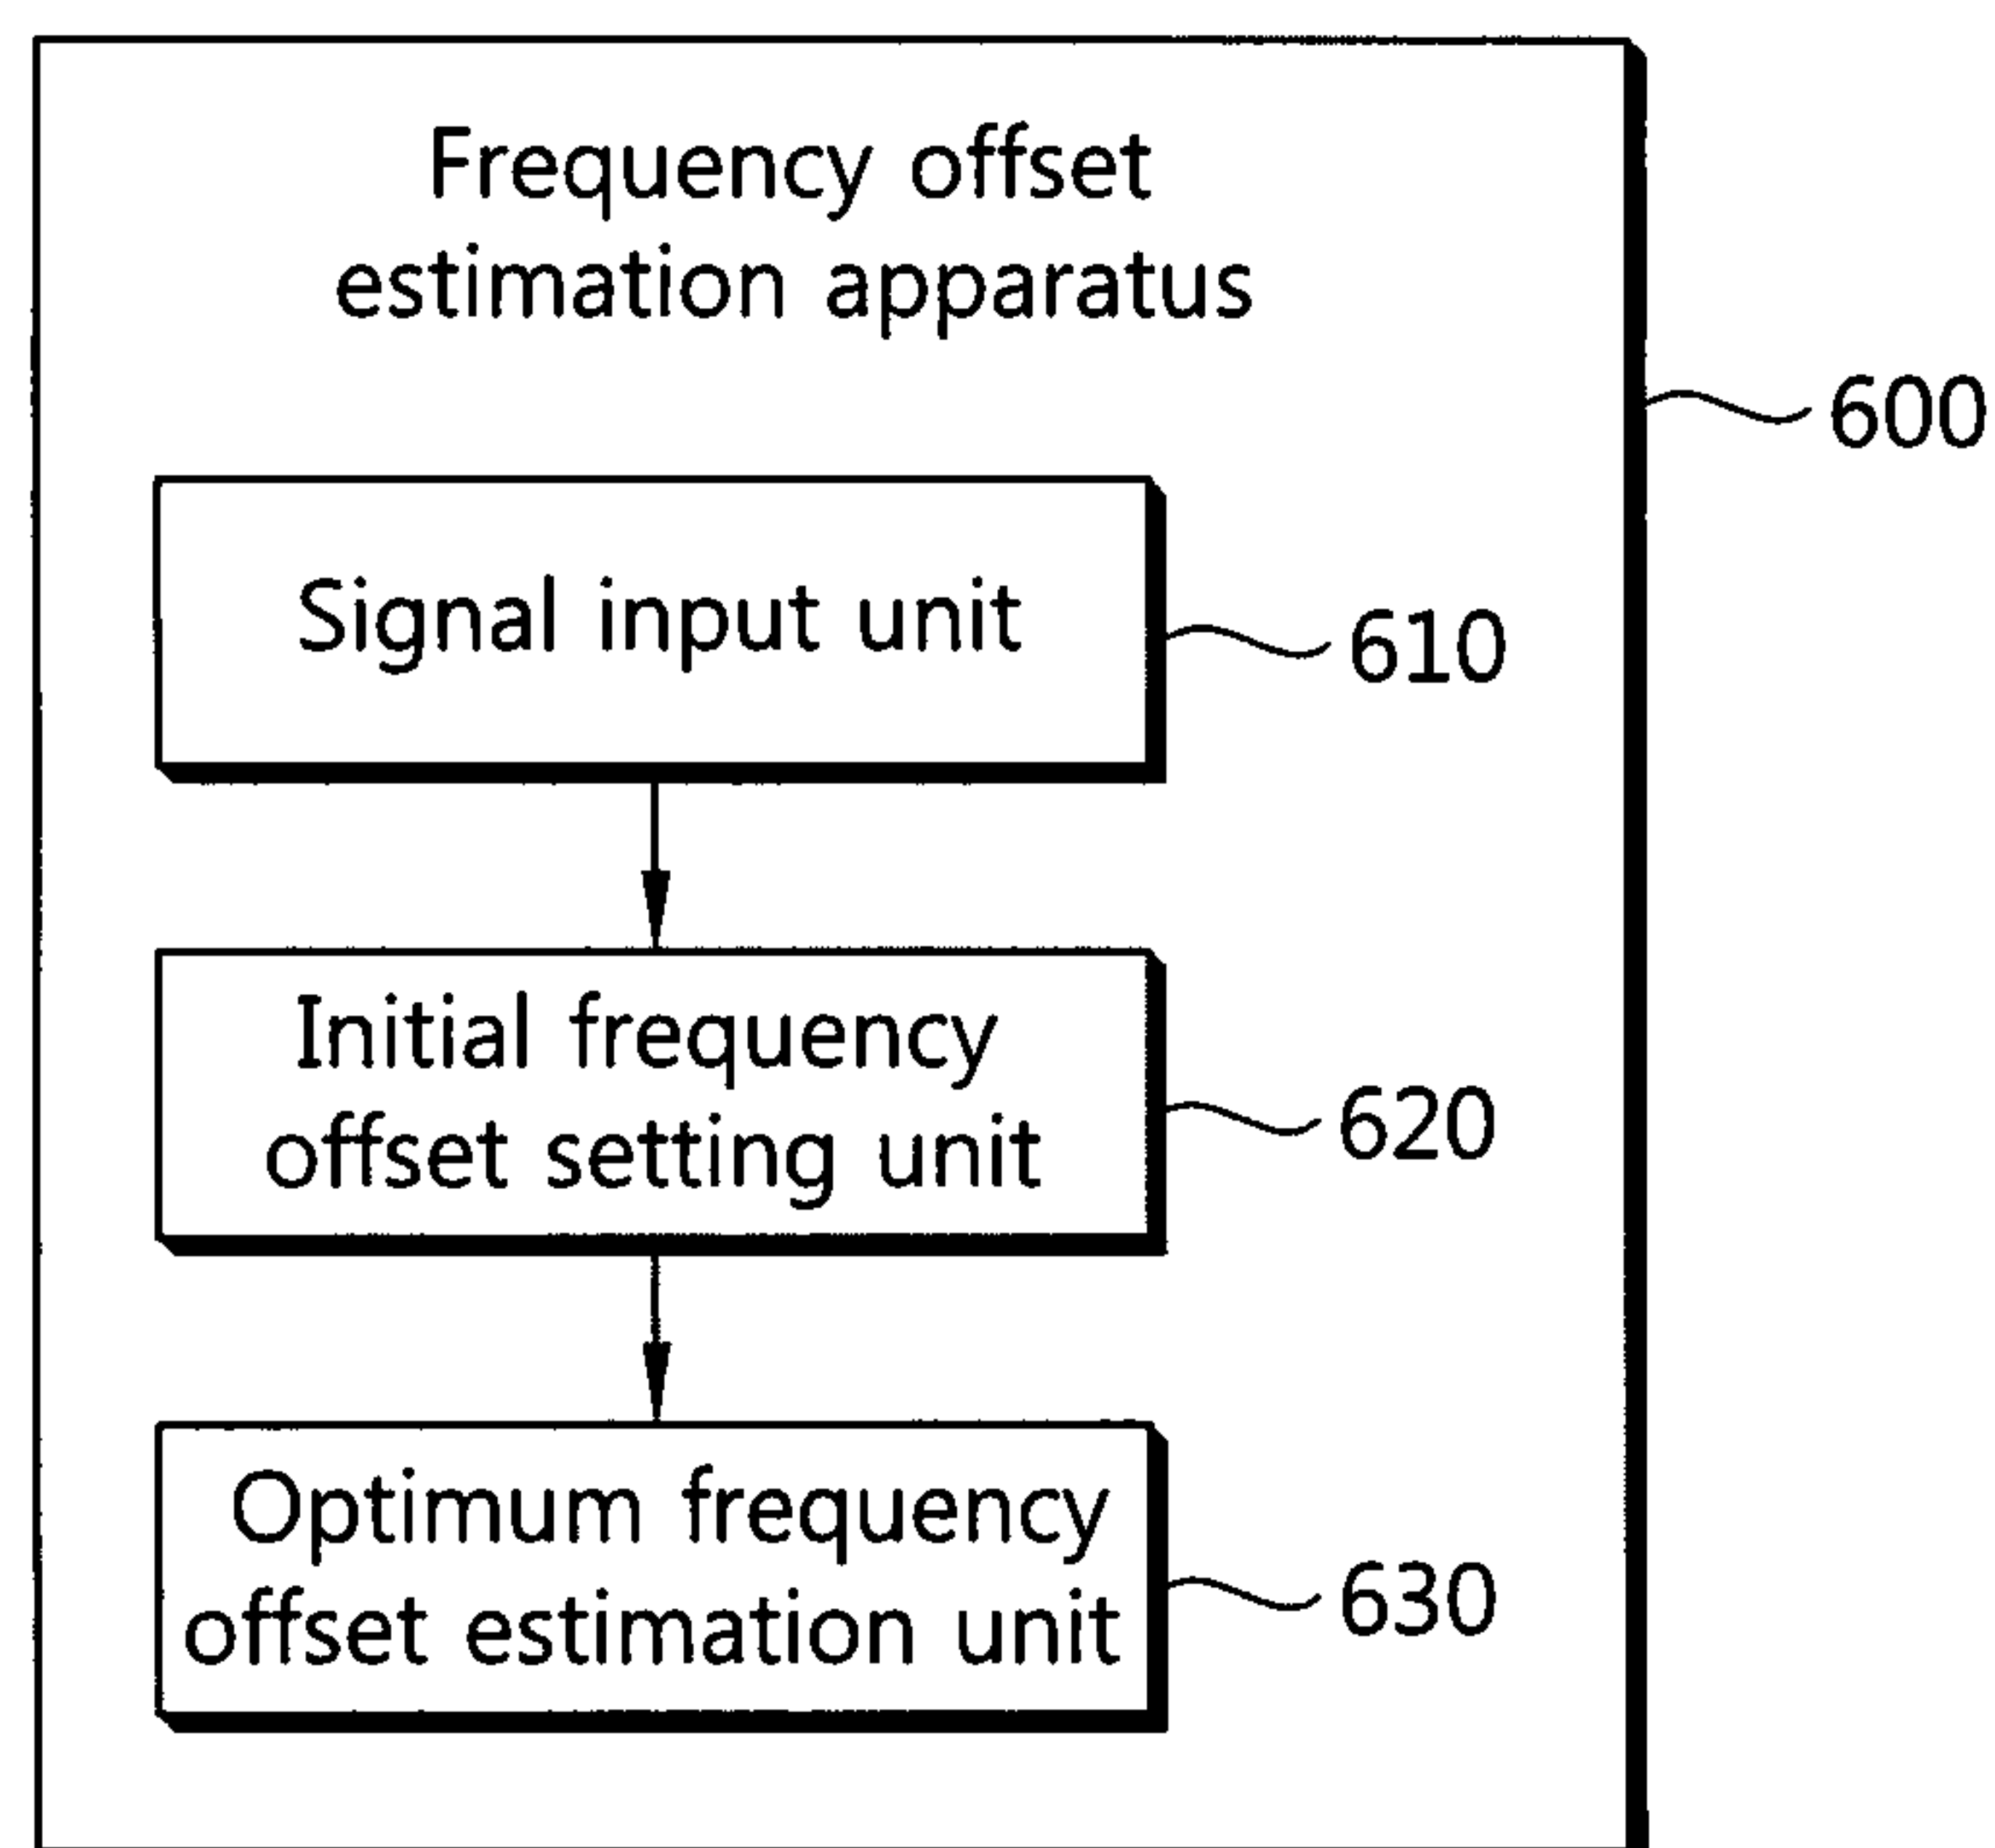 Frequency offset
estimation apparatus
600
Signal input unit
610
Initial frequency
offset setting unit
620
Optimum frequency
offset estimation unit
630